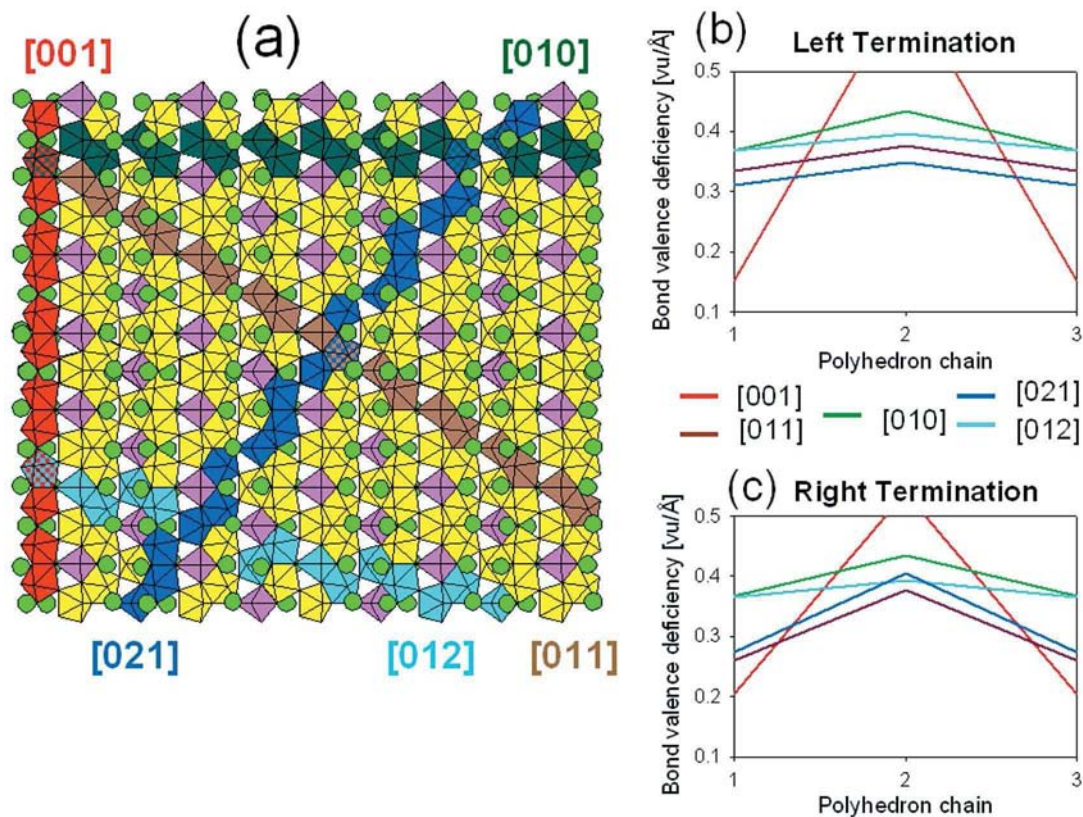 (a)
[001]
[010]
[021]
[012]
[011]
(b)
Left Termination
Bond valence deficiency [vu/Å]
0.5
0.4
0.3
0.2
0.1
1
2
3
Polyhedron chain
[001]
[011]
[010]
[021]
[012]
(c)
Right Termination
Bond valence deficiency [vu/Å]
0.5
0.4
0.3
0.2
0.1
1
2
3
Polyhedron chain